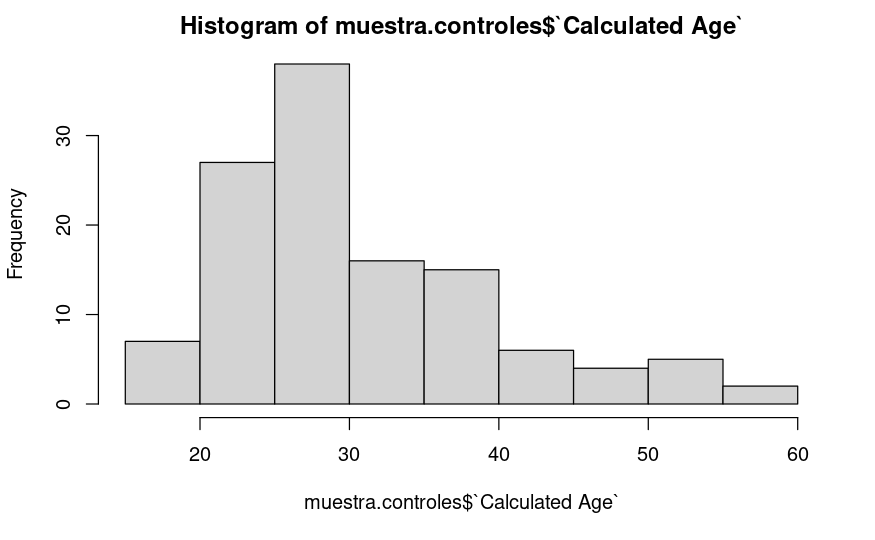 Histogram of muestra.controles$`Calculated Age`
Frequency
30
20
10
0
20 30 40 50 60
muestra.controles$`Calculated Age`